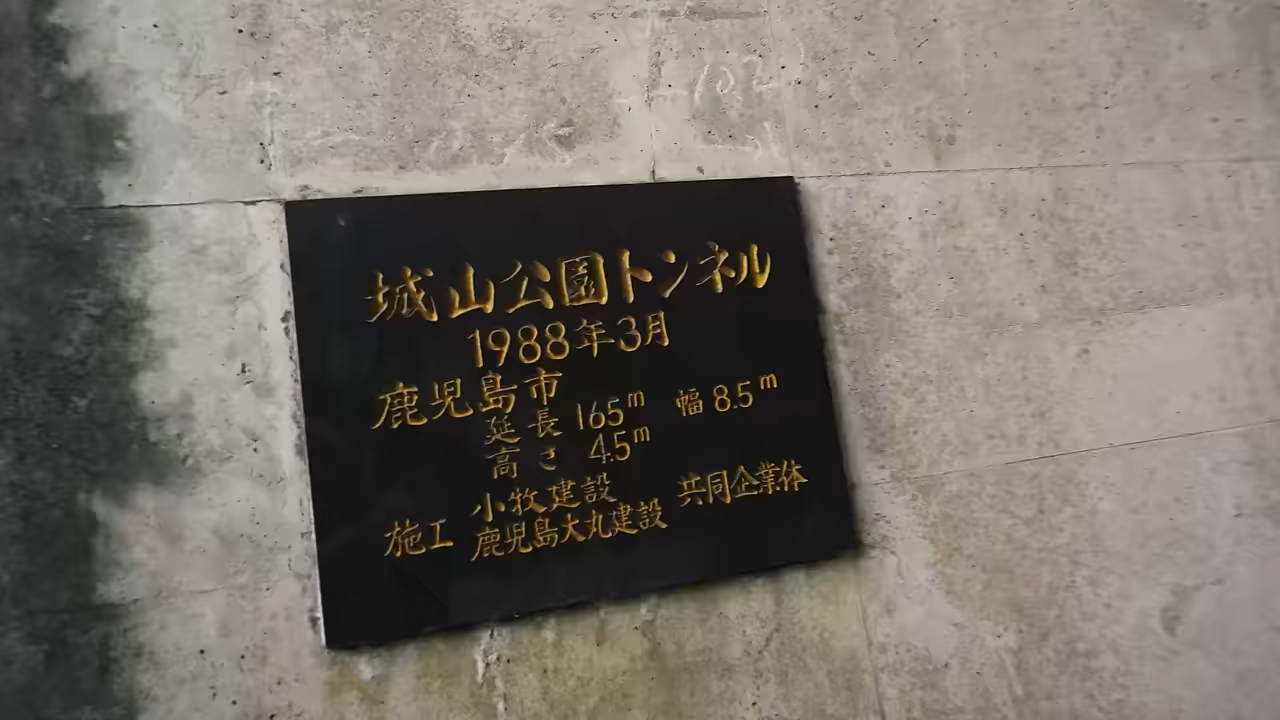 城山公園トンネル
1988年3月
鹿児島市
延長 165m 幅 8.5m
高さ 4.5m
施工 小牧建設 共同企業体
鹿児島大丸建設